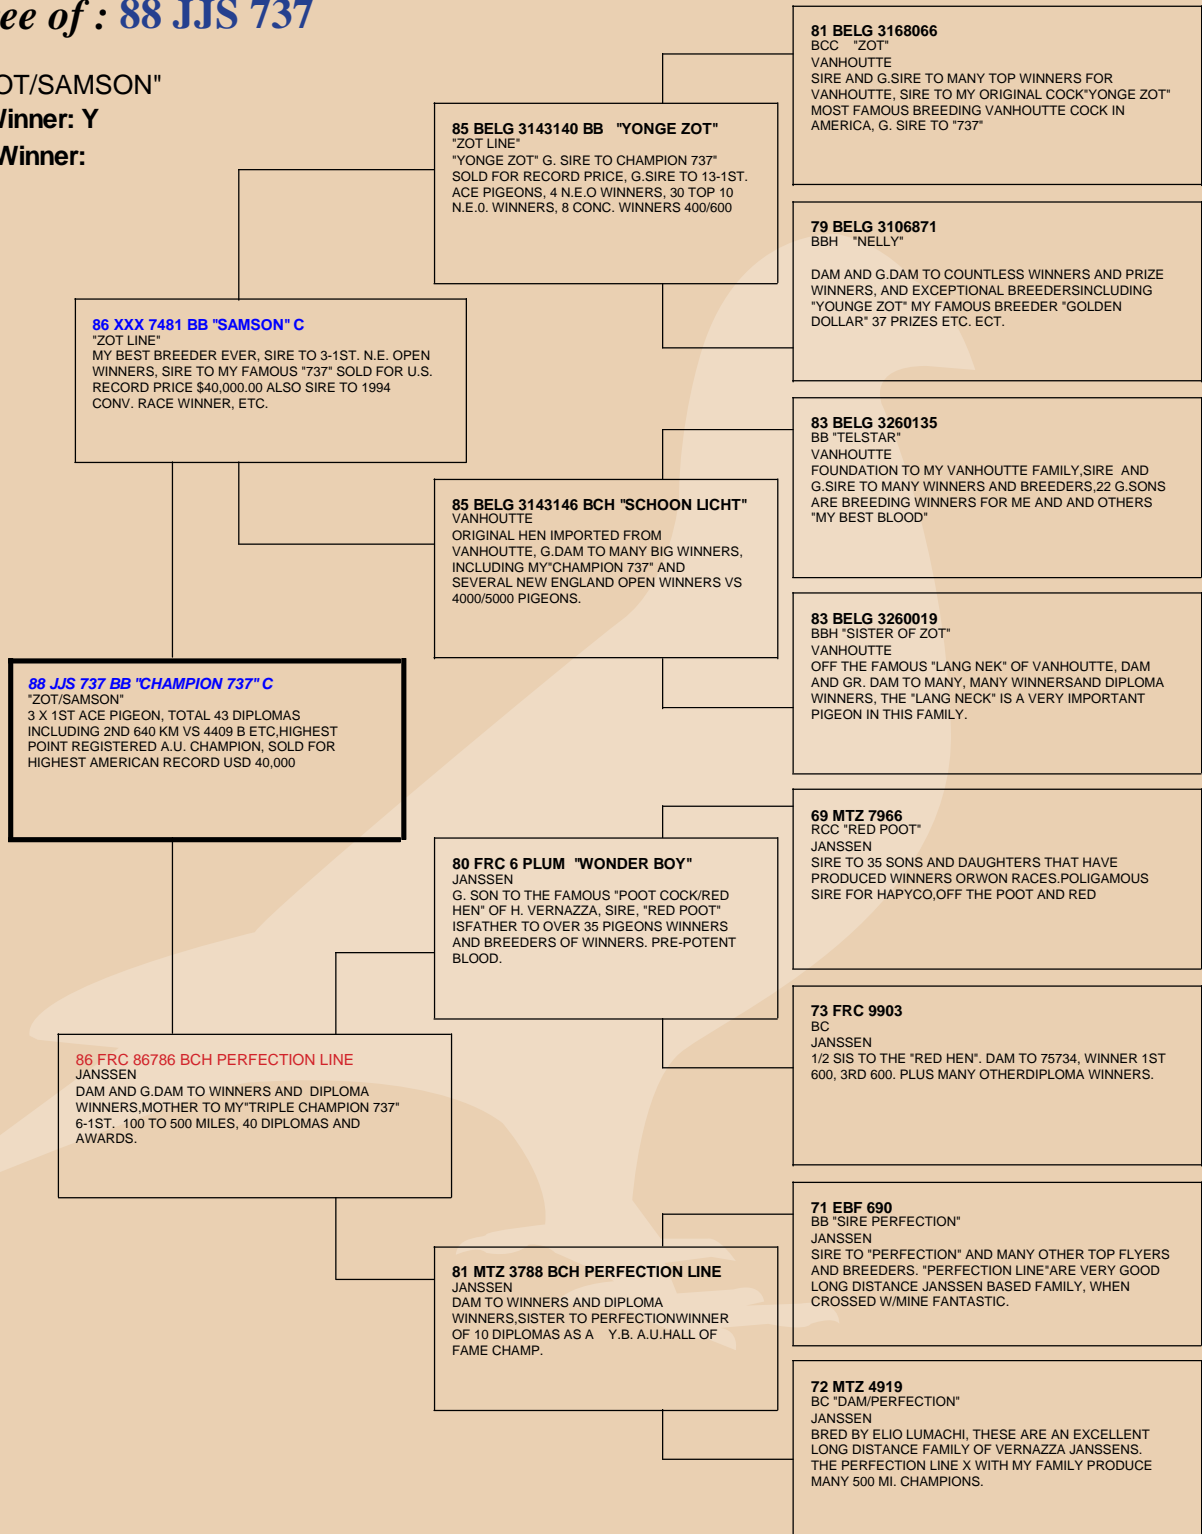 ee of : 88 JJS 737
OT/SAMSON"
Winner: Y
Winner:
81 BELG 3168066
BCC "ZOT"
VANHOUTTE
SIRE AND G.SIRE TO MANY TOP WINNERS FOR
VANHOUTTE, SIRE TO MY ORIGINAL COCK"YONGE ZOT"
MOST FAMOUS BREEDING VANHOUTTE COCK IN
AMERICA, G. SIRE TO "737"
85 BELG 3143140 BB "YONGE ZOT"
"ZOT LINE"
"YONGE ZOT" G. SIRE TO CHAMPION 737"
SOLD FOR RECORD PRICE, G.SIRE TO 13-1ST.
ACE PIGEONS, 4 N.E.O WINNERS, 30 TOP 10
N.E.0. WINNERS, 8 CONC. WINNERS 400/600
79 BELG 3106871
BBH "NELLY"
DAM AND G.DAM TO COUNTLESS WINNERS AND PRIZE
WINNERS, AND EXCEPTIONAL BREEDERSINCLUDING
"YOUNGE ZOT" MY FAMOUS BREEDER "GOLDEN
DOLLAR" 37 PRIZES ETC. ECT.
86 XXX 7481 BB "SAMSON" C
"ZOT LINE"
MY BEST BREEDER EVER, SIRE TO 3-1ST. N.E. OPEN
WINNERS, SIRE TO MY FAMOUS "737" SOLD FOR U.S.
RECORD PRICE $40,000.00 ALSO SIRE TO 1994
CONV. RACE WINNER, ETC.
83 BELG 3260135
BB "TELSTAR"
VANHOUTTE
FOUNDATION TO MY VANHOUTTE FAMILY,SIRE AND
G.SIRE TO MANY WINNERS AND BREEDERS,22 G.SONS
ARE BREEDING WINNERS FOR ME AND AND OTHERS
"MY BEST BLOOD"
85 BELG 3143146 BCH "SCHOON LICHT"
VANHOUTTE
ORIGINAL HEN IMPORTED FROM
VANHOUTTE, G.DAM TO MANY BIG WINNERS,
INCLUDING MY"CHAMPION 737" AND
SEVERAL NEW ENGLAND OPEN WINNERS VS
4000/5000 PIGEONS.
83 BELG 3260019
BBH "SISTER OF ZOT"
VANHOUTTE
OFF THE FAMOUS "LANG NEK" OF VANHOUTTE, DAM
AND GR. DAM TO MANY, MANY WINNERSAND DIPLOMA
WINNERS, THE "LANG NECK" IS A VERY IMPORTANT
PIGEON IN THIS FAMILY.
88 JJS 737 BB "CHAMPION 737" C
"ZOT/SAMSON"
3 X 1ST ACE PIGEON, TOTAL 43 DIPLOMAS
INCLUDING 2ND 640 KM VS 4409 B ETC,HIGHEST
POINT REGISTERED A.U. CHAMPION, SOLD FOR
HIGHEST AMERICAN RECORD USD 40,000
69 MTZ 7966
RCC "RED POOT"
JANSSEN
SIRE TO 35 SONS AND DAUGHTERS THAT HAVE
PRODUCED WINNERS ORWON RACES.POLIGAMOUS
SIRE FOR HAPYCO,OFF THE POOT AND RED
80 FRC 6 PLUM "WONDER BOY"
JANSSEN
G. SON TO THE FAMOUS "POOT COCK/RED
HEN" OF H. VERNAZZA, SIRE, "RED POOT"
ISFATHER TO OVER 35 PIGEONS WINNERS
AND BREEDERS OF WINNERS. PRE-POTENT
BLOOD.
73 FRC 9903
BC
JANSSEN
1/2 SIS TO THE "RED HEN". DAM TO 75734, WINNER 1ST
600, 3RD 600. PLUS MANY OTHERDIPLOMA WINNERS.
86 FRC 86786 BCH PERFECTION LINE
JANSSEN
DAM AND G.DAM TO WINNERS AND DIPLOMA
WINNERS,MOTHER TO MY"TRIPLE CHAMPION 737"
6-1ST. 100 TO 500 MILES, 40 DIPLOMAS AND
AWARDS.
71 EBF 690
BB "SIRE PERFECTION"
JANSSEN
SIRE TO "PERFECTION" AND MANY OTHER TOP FLYERS
AND BREEDERS. "PERFECTION LINE"ARE VERY GOOD
LONG DISTANCE JANSSEN BASED FAMILY, WHEN
CROSSED W/MINE FANTASTIC.
81 MTZ 3788 BCH PERFECTION LINE
JANSSEN
DAM TO WINNERS AND DIPLOMA
WINNERS,SISTER TO PERFECTIONWINNER
OF 10 DIPLOMAS AS A Y.B. A.U.HALL OF
FAME CHAMP.
72 MTZ 4919
BC "DAM/PERFECTION"
JANSSEN
BRED BY ELIO LUMACHI, THESE ARE AN EXCELLENT
LONG DISTANCE FAMILY OF VERNAZZA JANSSENS.
THE PERFECTION LINE X WITH MY FAMILY PRODUCE
MANY 500 MI. CHAMPIONS.